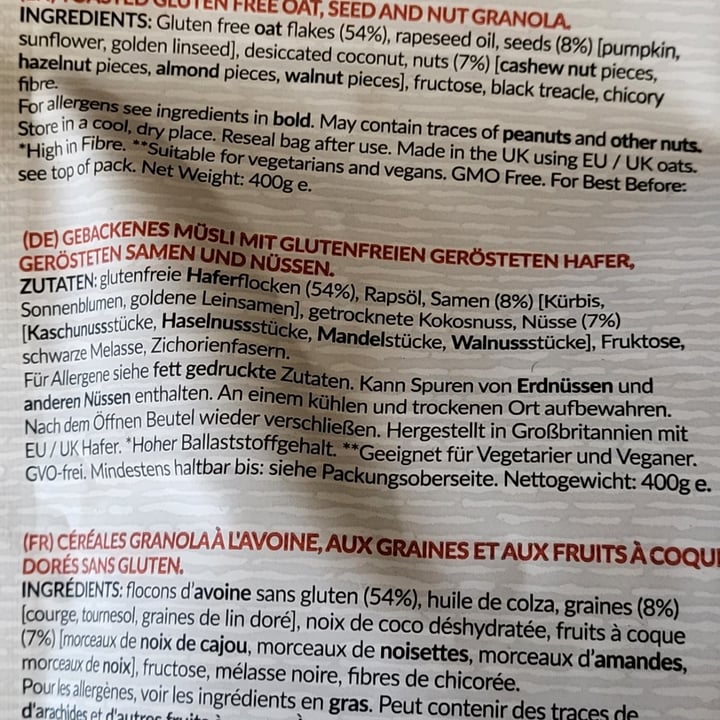 TOASTED GLUTEN FREE OAT, SEED AND NUT GRANOLA.
INGREDIENTS: Gluten free oat flakes (54%), rapeseed oil, seeds (8%) [pumpkin,
sunflower, golden linseed], desiccated coconut, nuts (7%) [cashew nut pieces,
hazelnut pieces, almond pieces, walnut pieces], fructose, black treacle, chicory
fibre.
For allergens see ingredients in bold. May contain traces of peanuts and other nuts.
Store in a cool, dry place. Reseal bag after use. Made in the UK using EU / UK oats.
*High in Fibre. **Suitable for vegetarians and vegans. GMO Free. For Best Before:
see top of pack. Net Weight: 400g e.
(DE) GEBACKENES MÜSLI MIT GLUTENFREIEN GERÖSTETEN HAFER,
GERÖSTETEN SAMEN UND NÜSSEN.
ZUTATEN: glutenfreie Haferflocken (54%), Rapsöl, Samen (8%) [Kürbis,
Sonnenblumen, goldene Leinsamen], getrocknete Kokosnuss, Nüsse (7%)
[Kaschunussstücke, Haselnussstücke, Mandelstücke, Walnussstücke], Fruktose,
schwarze Melasse, Zichorienfasern.
Für Allergene siehe fett gedruckte Zutaten. Kann Spuren von Erdnüssen und
anderen Nüssen enthalten. An einem kühlen und trockenen Ort aufbewahren.
Nach dem Öffnen Beutel wieder verschließen. Hergestellt in Großbritannien mit
EU / UK Hafer. *Hoher Ballaststoffgehalt. **Geeignet für Vegetarier und Veganer.
GVO-frei. Mindestens haltbar bis: siehe Packungsoberseite. Nettogewicht: 400g e.
(FR) CÉRÉALES GRANOLA À L'AVOINE, AUX GRAINES ET AUX FRUITS À COQUE
DORÉS SANS GLUTEN.
INGRÉDIENTS: flocons d'avoine sans gluten (54%), huile de colza, graines (8%)
[courge, tournesol, graines de lin doré], noix de coco déshydratée, fruits à coque
(7%) [morceaux de noix de cajou, morceaux de noisettes, morceaux d'amandes,
morceaux de noix], fructose, mélasse noire, fibres de chicorée.
Pour les allergènes, voir les ingrédients en gras. Peut contenir des traces de
d'arachides et d'autres fruits à